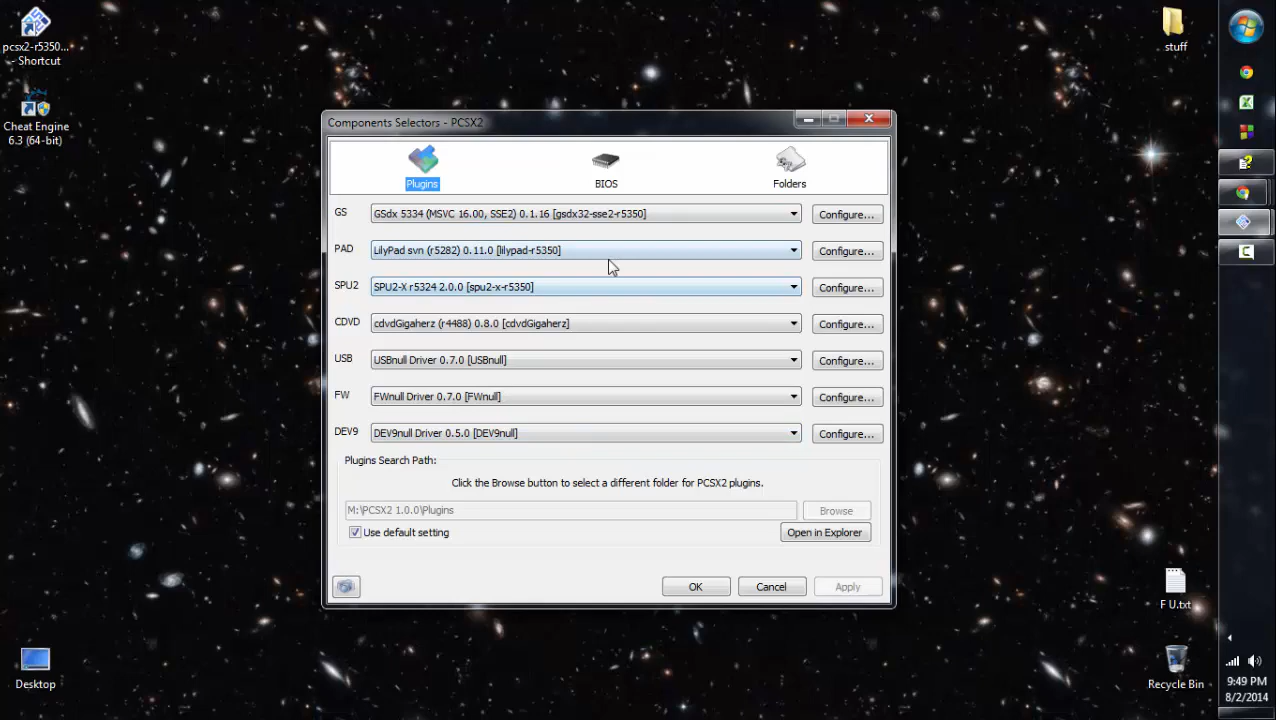 pcsx2-r5350...
- Shortcut
Cheat Engine
6.3 (64-bit)
stuff
Components Selectors - PCSX2
Plugins
BIOS
Folders
GS
GSdx 5334 (MSVC 16.00, SSE2) 0.1.16 [gsdx32-sse2-r5350]
Configure...
PAD
LilyPad svn (r5282) 0.11.0 [lilypad-r5350]
Configure...
SPU2
SPU2-X r5324 2.0.0 [spu2-x-r5350]
Configure...
CDVD
cdvdGigaherz (r4488) 0.8.0 [cdvdGigaherz]
Configure...
USB
USBnull Driver 0.7.0 [USBnull]
Configure...
FW
FWnull Driver 0.7.0 [FWnull]
Configure...
DEV9
DEV9null Driver 0.5.0 [DEV9null]
Configure...
Plugins Search Path:
Click the Browse button to select a different folder for PCSX2 plugins.
M:\PCSX2 1.0.0\Plugins
Browse
Use default setting
Open in Explorer
OK
Cancel
Apply
F U.txt
Desktop
Recycle Bin
9:49 PM
8/2/2014